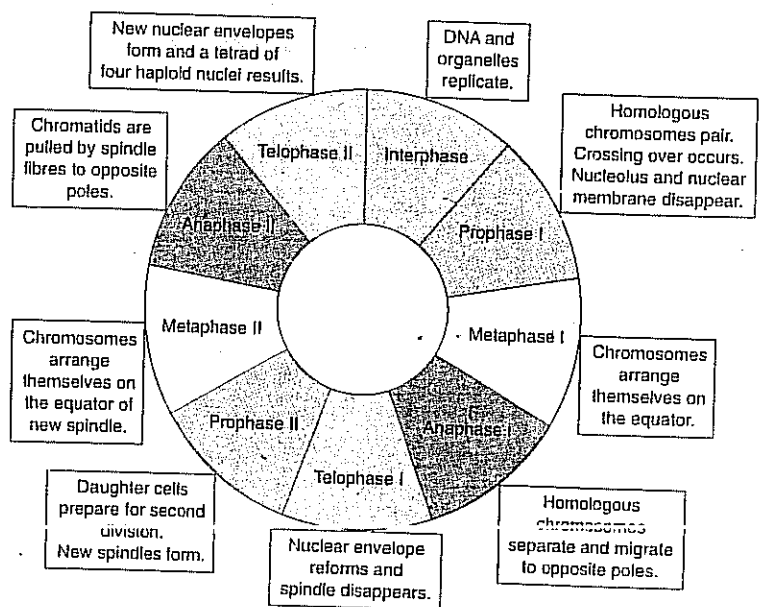 New nuclear envelopes
form and a tetrad of
four haploid nuclei results.
DNA and
organelles
replicate.
Homologous
chromosomes pair.
Crossing over occurs.
Nucleolus and nuclear
membrane disappear.
Chromatids are
pulled by spindle
fibres to opposite
poles.
Telophase II
Interphase
Anaphase II
Prophase I
Metaphase II
Metaphase I
Chromosomes
arrange
themselves on
the equator of
new spindle.
Chromosomes
arrange
themselves on
the equator.
Prophase II
Anaphase I
Telophase I
Daughter cells
prepare for second
division.
New spindles form.
Nuclear envelope
reforms and
spindle disappears.
Homologous
chromosomes
separate and migrate
to opposite poles.